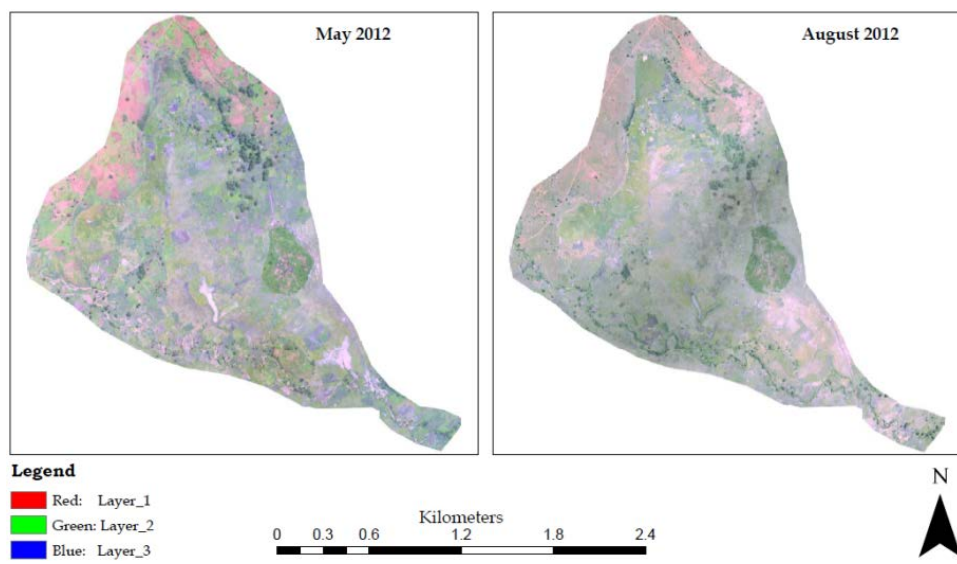 May 2012
August 2012
Legend
Red: Layer_1
Green: Layer_2
Blue: Layer_3
Kilometers
0 0.3 0.6 1.2 1.8 2.4
N